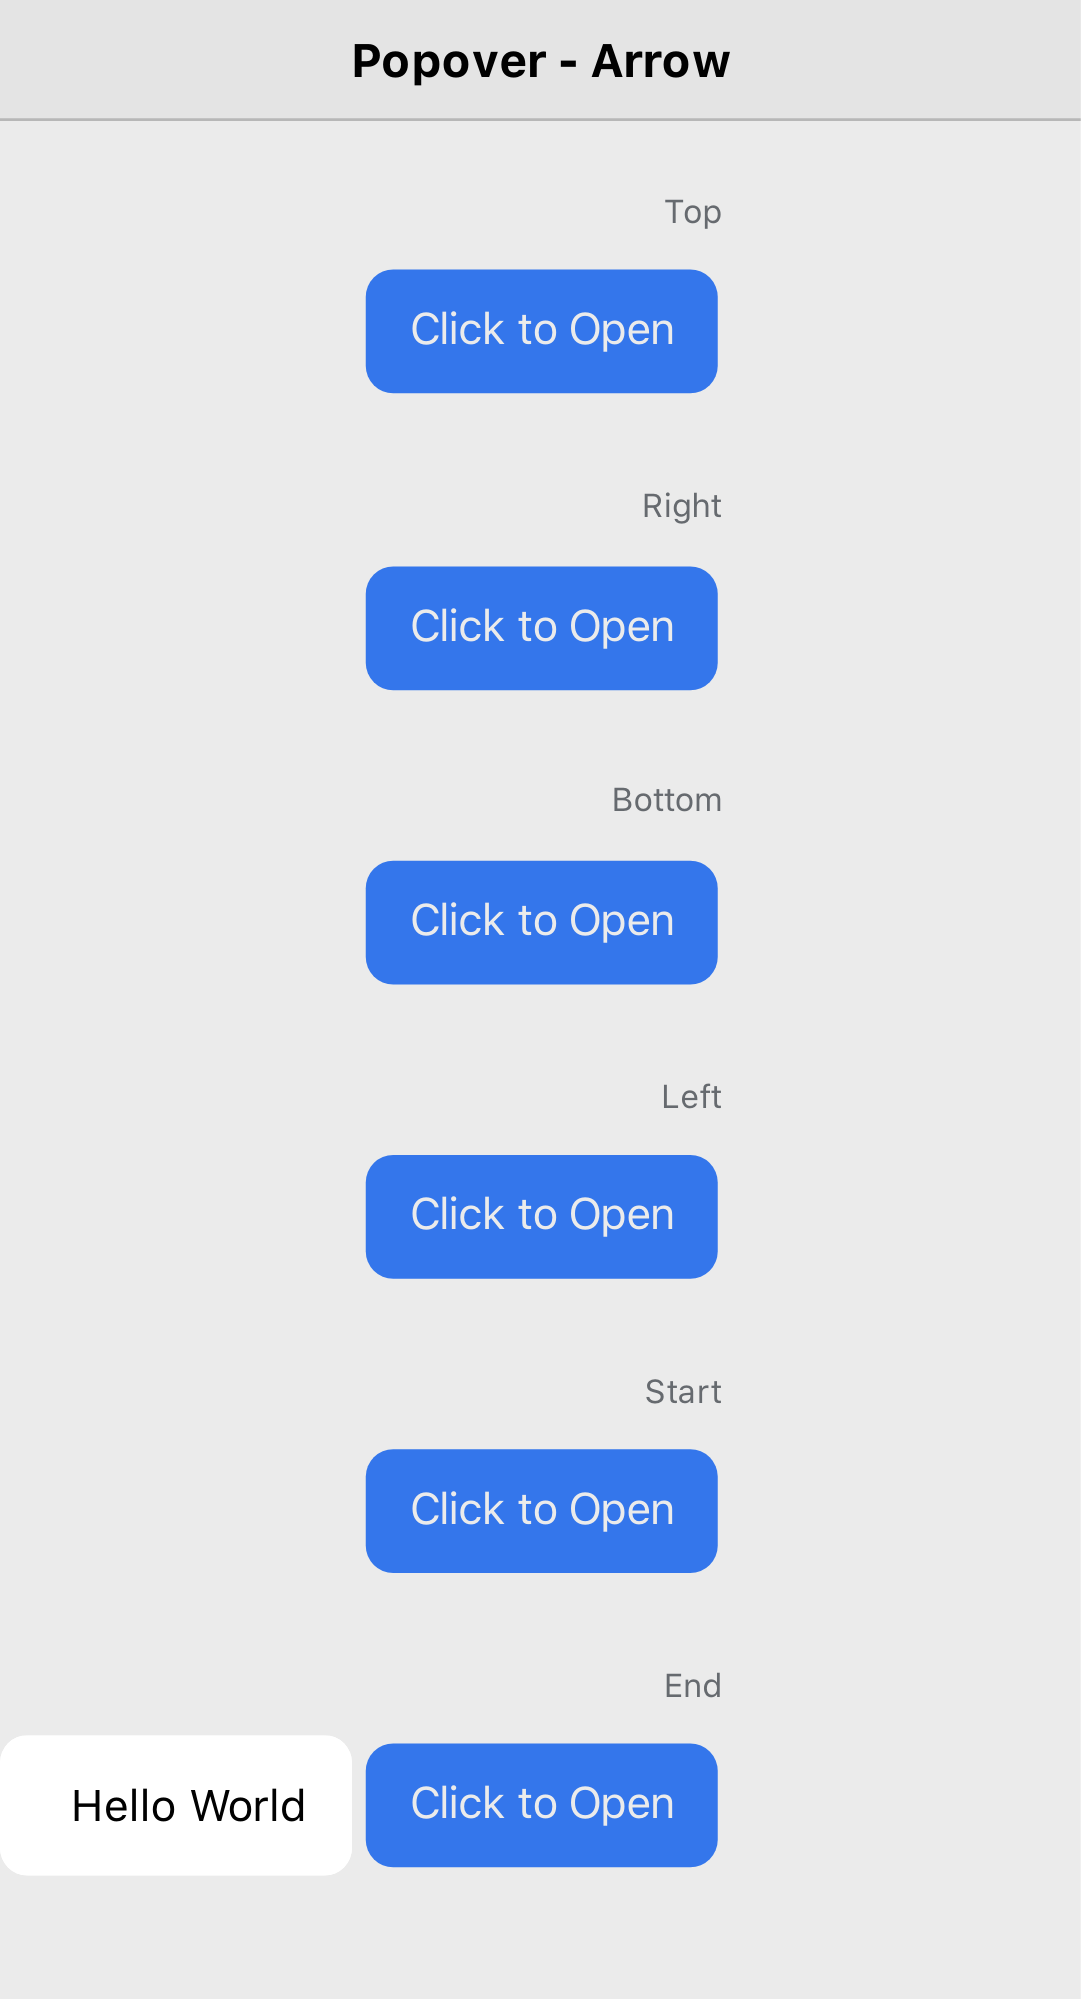 Popover - Arrow
Top
Click to Open
Right
Click to Open
Bottom
Click to Open
Left
Click to Open
Start
Click to Open
End
Hello World
Click to Open